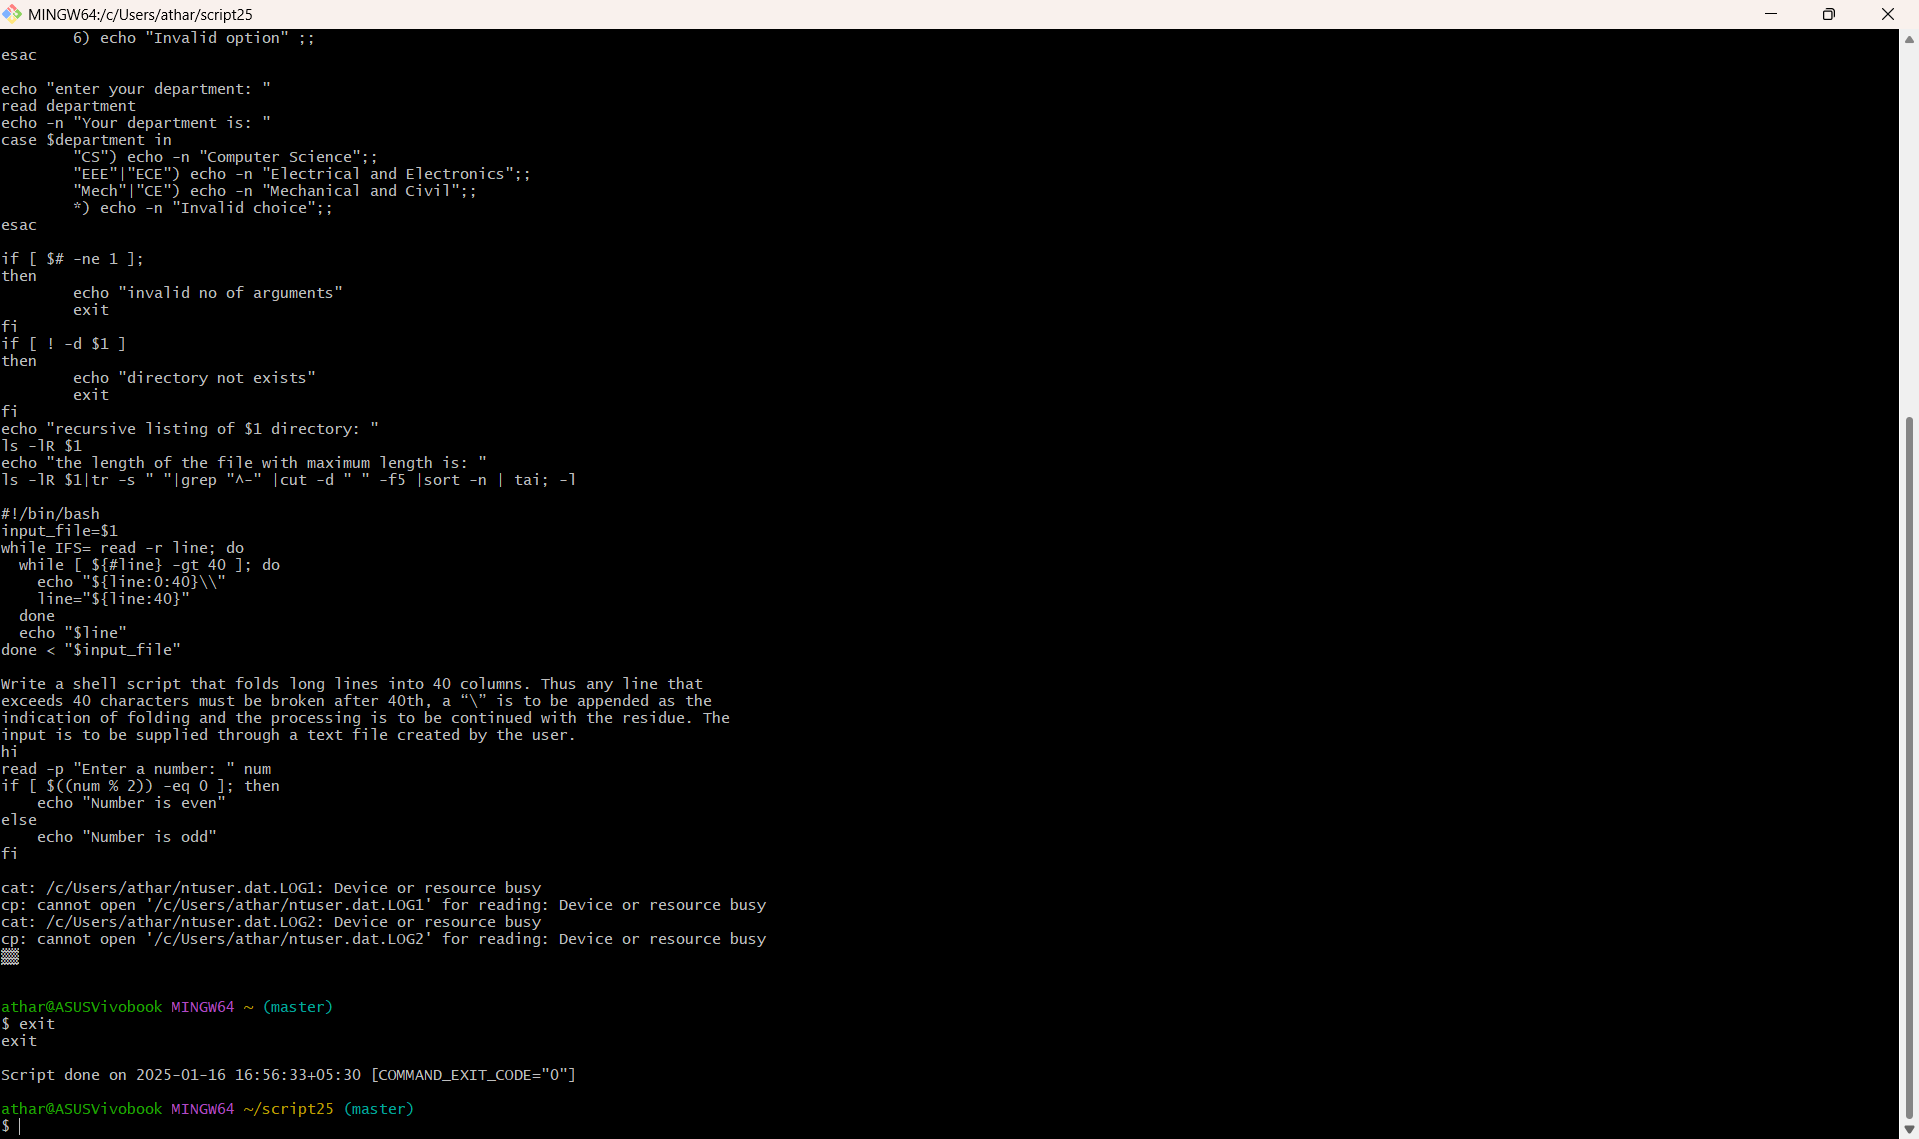 MINGW64:/c/Users/athar/script25
        6) echo "Invalid option" ;;
esac
echo "enter your department: "
read department
echo -n "Your department is: "
case $department in
        "CS") echo -n "Computer Science";;
        "EEE"|"ECE") echo -n "Electrical and Electronics";;
        "Mech"|"CE") echo -n "Mechanical and Civil";;
        *) echo -n "Invalid choice";;
esac
if [ $# -ne 1 ];
then
        echo "invalid no of arguments"
        exit
fi
if [ ! -d $1 ]
then
        echo "directory not exists"
        exit
fi
echo "recursive listing of $1 directory: "
ls -lR $1
echo "the length of the file with maximum length is: "
ls -lR $1|tr -s " "|grep "^-" |cut -d " " -f5 |sort -n | tai; -l
#!/bin/bash
input_file=$1
while IFS= read -r line; do
  while [ ${#line} -gt 40 ]; do
    echo "${line:0:40}\\"
    line="${line:40}"
  done
  echo "$line"
done < "$input_file"
Write a shell script that folds long lines into 40 columns. Thus any line that
exceeds 40 characters must be broken after 40th, a “\” is to be appended as the
indication of folding and the processing is to be continued with the residue. The
input is to be supplied through a text file created by the user.
hi
read -p "Enter a number: " num
if [ $((num % 2)) -eq 0 ]; then
    echo "Number is even"
else
    echo "Number is odd"
fi
cat: /c/Users/athar/ntuser.dat.LOG1: Device or resource busy
cp: cannot open '/c/Users/athar/ntuser.dat.LOG1' for reading: Device or resource busy
cat: /c/Users/athar/ntuser.dat.LOG2: Device or resource busy
cp: cannot open '/c/Users/athar/ntuser.dat.LOG2' for reading: Device or resource busy
▒▒
athar@ASUSVivobook MINGW64 ~ (master)
$ exit
exit
Script done on 2025-01-16 16:56:33+05:30 [COMMAND_EXIT_CODE="0"]
athar@ASUSVivobook MINGW64 ~/script25 (master)
$